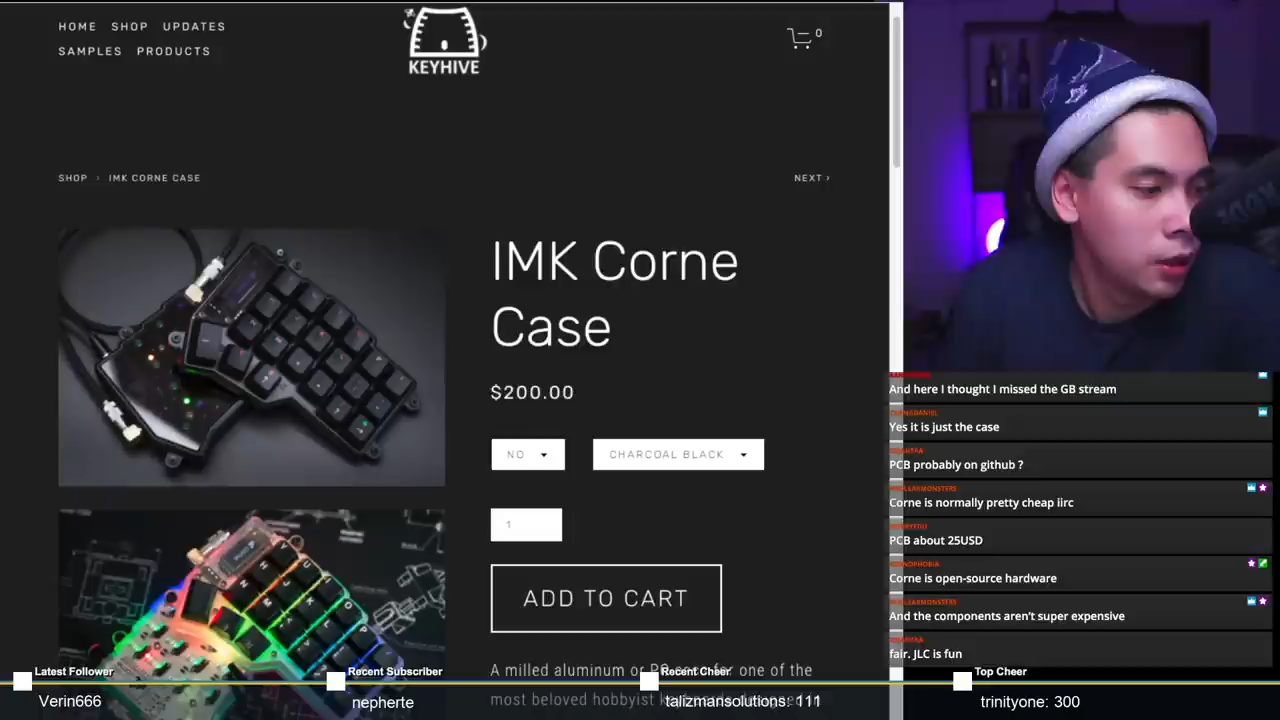 HOME SHOP UPDATES
SAMPLES PRODUCTS
KEYHIVE
0
SHOP › IMK CORNE CASE
NEXT ›
IMK Corne
Case
$200.00
NO
CHARCOAL BLACK
1
ADD TO CART
A milled aluminum or PC case for one of the
most beloved hobbyist
And here I thought I missed the GB stream
Yes it is just the case
PCB probably on github ?
Corne is normally pretty cheap iirc
PCB about 25USD
Corne is open-source hardware
And the components aren't super expensive
fair. JLC is fun
Latest Follower
Verin666
Recent Subscriber
nepherte
Recent Cheer
talizmansolutions: 111
Top Cheer
trinityone: 300